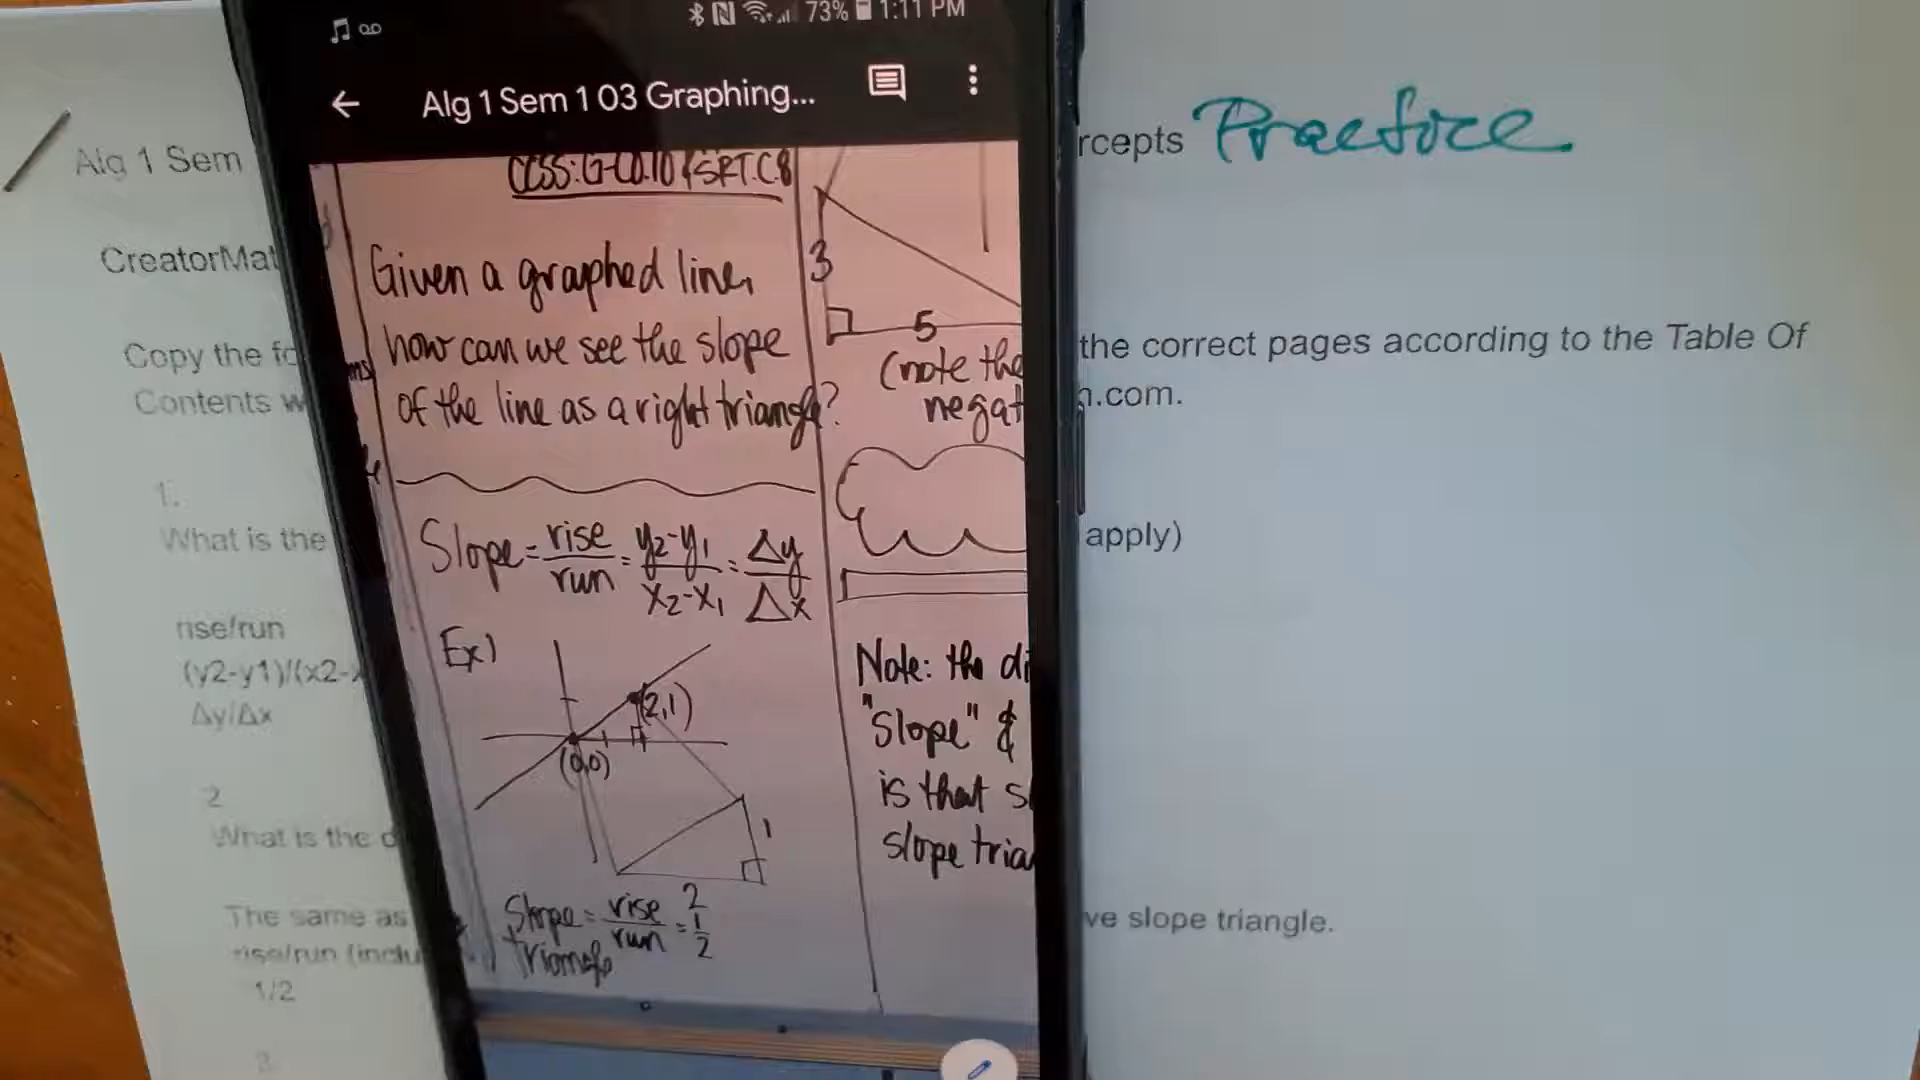 73% 1:11 PM
Alg 1 Sem 1 03 Graphing...
CCSS: G-CO.10 & SRT.C.8
Given a graphed line,
how can we see the slope
of the line as a right triangle?
Slope = rise/run = y₂-y₁/x₂-x₁ = Δy/Δx
Ex)
(2,1)
(0,0)
1
2
Slope = rise/run = 1/2
triangle
3
5
(note the
negat
Note: the di
"Slope" &
is that s
slope tria
Alg 1 Sem
rcepts Practice
CreatorMat
Copy the fo
the correct pages according to the Table Of
Contents w
.com.
1.
What is the
apply)
rise/run
(y2-y1)/(x2-
Δy/Δx
2
What is the d
The same as
ve slope triangle.
rise/run (inclu
1/2
3